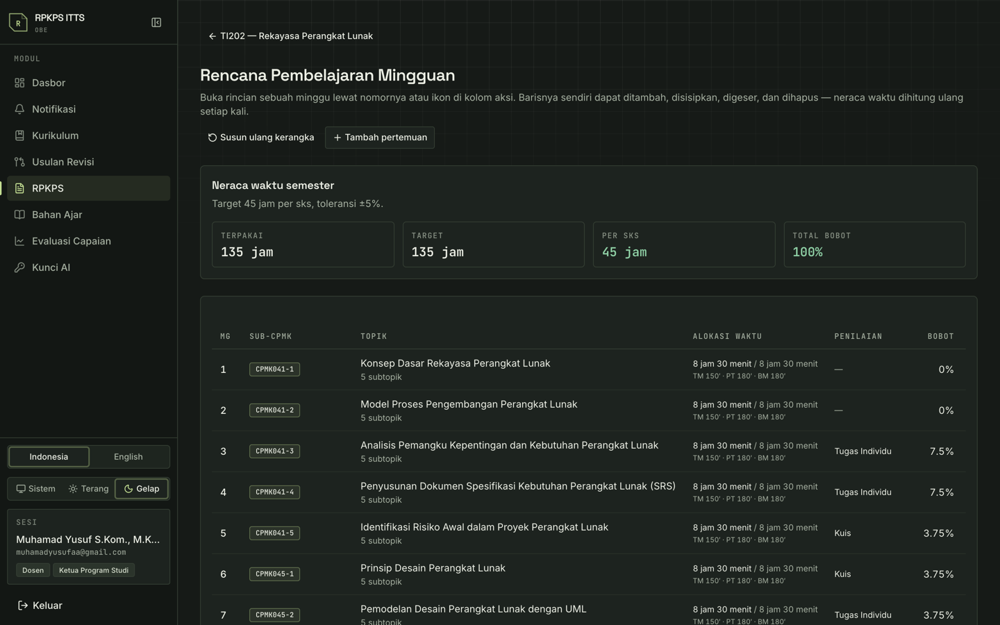 R
RPKPS ITTS
OBE
MODUL
Dasbor
Notifikasi
Kurikulum
Usulan Revisi
RPKPS
Bahan Ajar
Evaluasi Capaian
Kunci AI
Indonesia English
Sistem Terang Gelap
SESI
Muhamad Yusuf S.Kom., M.K...
muhamadyusufaa@gmail.com
Dosen Ketua Program Studi
Keluar
← TI202 — Rekayasa Perangkat Lunak
Rencana Pembelajaran Mingguan
Buka rincian sebuah minggu lewat nomornya atau ikon di kolom aksi. Barisnya sendiri dapat ditambah, disisipkan, digeser, dan dihapus — neraca waktu dihitung ulang
setiap kali.
Susun ulang kerangka + Tambah pertemuan
Neraca waktu semester
Target 45 jam per sks, toleransi ±5%.
TERPAKAI TARGET PER SKS TOTAL BOBOT
135 jam 135 jam 45 jam 100%
MG SUB-CPMK TOPIK ALOKASI WAKTU PENILAIAN BOBOT
1 CPMK041-1 Konsep Dasar Rekayasa Perangkat Lunak 8 jam 30 menit / 8 jam 30 menit — 0%
5 subtopik TM 150' · PT 180' · BM 180'
2 CPMK041-2 Model Proses Pengembangan Perangkat Lunak 8 jam 30 menit / 8 jam 30 menit — 0%
5 subtopik TM 150' · PT 180' · BM 180'
3 CPMK041-3 Analisis Pemangku Kepentingan dan Kebutuhan Perangkat Lunak 8 jam 30 menit / 8 jam 30 menit Tugas Individu 7.5%
5 subtopik TM 150' · PT 180' · BM 180'
4 CPMK041-4 Penyusunan Dokumen Spesifikasi Kebutuhan Perangkat Lunak (SRS) 8 jam 30 menit / 8 jam 30 menit Tugas Individu 7.5%
5 subtopik TM 150' · PT 180' · BM 180'
5 CPMK041-5 Identifikasi Risiko Awal dalam Proyek Perangkat Lunak 8 jam 30 menit / 8 jam 30 menit Kuis 3.75%
5 subtopik TM 150' · PT 180' · BM 180'
6 CPMK045-1 Prinsip Desain Perangkat Lunak 8 jam 30 menit / 8 jam 30 menit Kuis 3.75%
5 subtopik TM 150' · PT 180' · BM 180'
7 CPMK045-2 Pemodelan Desain Perangkat Lunak dengan UML 8 jam 30 menit / 8 jam 30 menit Tugas Individu 3.75%
5 subtopik TM 150' · PT 180' · BM 180'